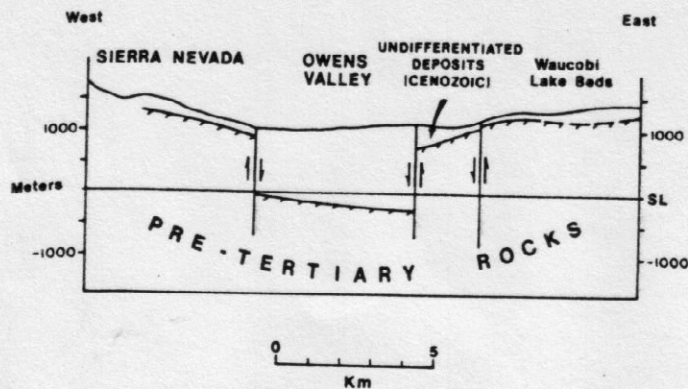 West
East
SIERRA NEVADA
OWENS
VALLEY
UNDIFFERENTIATED
DEPOSITS
ICENOZOICI
Waucobi
Lake Beds
1000
1000
Meters
SL
-1000
-1000
PRE-TERTIARY ROCKS
0 5
Km